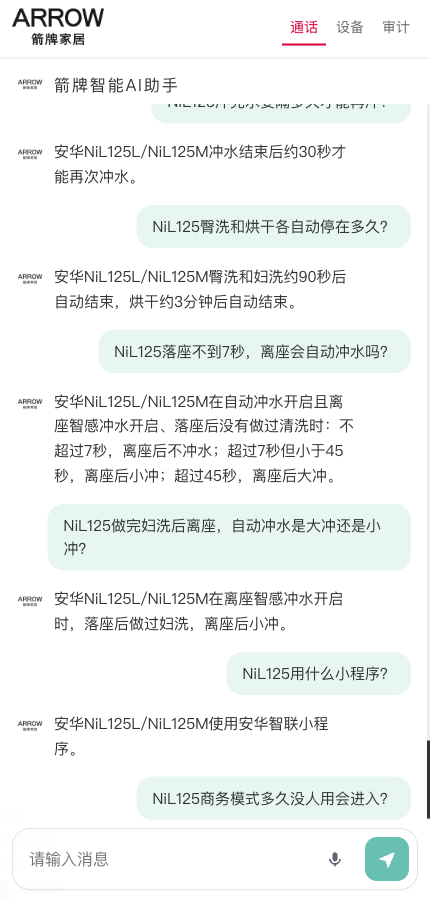 ARROW
箭牌家居
通话 设备 审计
箭牌智能AI助手
NiL125冲完水要隔多久才能再冲?
安华NiL125L/NiL125M冲水结束后约30秒才
能再次冲水。
NiL125臀洗和烘干各自动停在多久?
安华NiL125L/NiL125M臀洗和妇洗约90秒后
自动结束，烘干约3分钟后自动结束。
NiL125落座不到7秒，离座会自动冲水吗?
安华NiL125L/NiL125M在自动冲水开启且离
座智感冲水开启、落座后没有做过清洗时：不
超过7秒，离座后不冲水；超过7秒但小于45
秒，离座后小冲；超过45秒，离座后大冲。
NiL125做完妇洗后离座，自动冲水是大冲还是小
冲?
安华NiL125L/NiL125M在离座智感冲水开启
时，落座后做过妇洗，离座后小冲。
NiL125用什么小程序?
安华NiL125L/NiL125M使用安华智联小程
序。
NiL125商务模式多久没人用会进入?
请输入消息